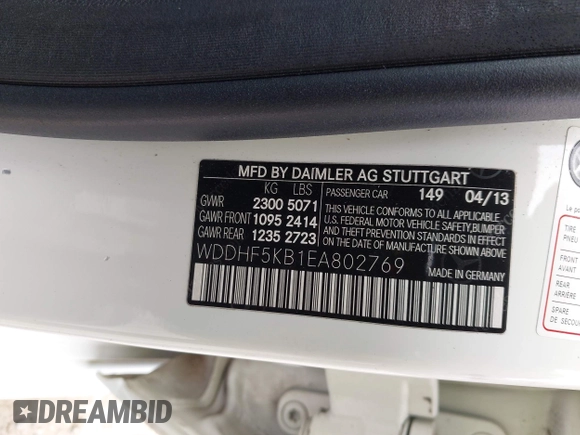 MFD BY DAIMLER AG STUTTGART
KG LBS
GVWR 2300 5071
GAWR FRONT 1095 2414
GAWR REAR 1235 2723
PASSENGER CAR 149 04/13
THIS VEHICLE CONFORMS TO ALL APPLICABLE
U.S. FEDERAL MOTOR VEHICLE SAFETY,BUMPER
AND THEFT PREVENTION STANDARDS IN EFFECT
ON THE DATE OF MANUFACTURE SHOWN ABOVE
WDDHF5KB1EA802769
MADE IN GERMANY
Le po
TIRE
PNEU
FRONT
AVANT
REAR
ARRIÈRE
SPARE
DE SECOU
DREAMBID